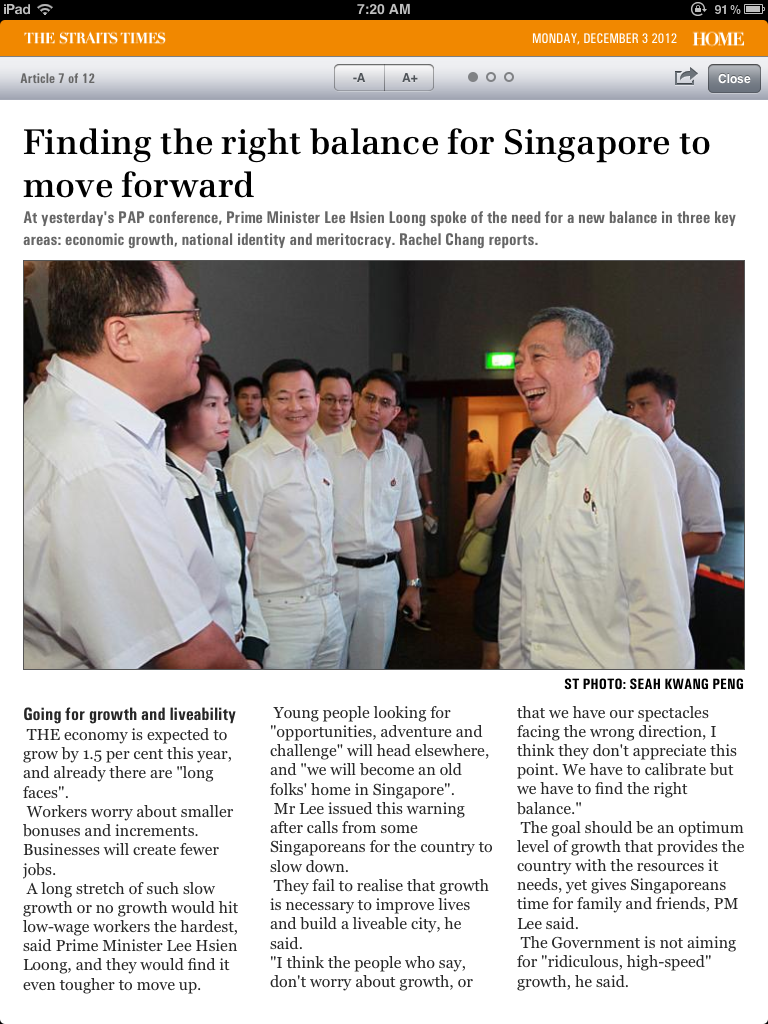 iPad
7:20 AM
91%
THE STRAITS TIMES
MONDAY, DECEMBER 3 2012
HOME
Article 7 of 12
-A
A+
Close
Finding the right balance for Singapore to
move forward
At yesterday's PAP conference, Prime Minister Lee Hsien Loong spoke of the need for a new balance in three key
areas: economic growth, national identity and meritocracy. Rachel Chang reports.
EXIT
ST PHOTO: SEAH KWANG PENG
Going for growth and liveability
THE economy is expected to
grow by 1.5 per cent this year,
and already there are "long
faces".
Workers worry about smaller
bonuses and increments.
Businesses will create fewer
jobs.
A long stretch of such slow
growth or no growth would hit
low-wage workers the hardest,
said Prime Minister Lee Hsien
Loong, and they would find it
even tougher to move up.
Young people looking for
"opportunities, adventure and
challenge" will head elsewhere,
and "we will become an old
folks' home in Singapore".
Mr Lee issued this warning
after calls from some
Singaporeans for the country to
slow down.
They fail to realise that growth
is necessary to improve lives
and build a liveable city, he
said.
"I think the people who say,
don't worry about growth, or
that we have our spectacles
facing the wrong direction, I
think they don't appreciate this
point. We have to calibrate but
we have to find the right
balance."
The goal should be an optimum
level of growth that provides the
country with the resources it
needs, yet gives Singaporeans
time for family and friends, PM
Lee said.
The Government is not aiming
for "ridiculous, high-speed"
growth, he said.